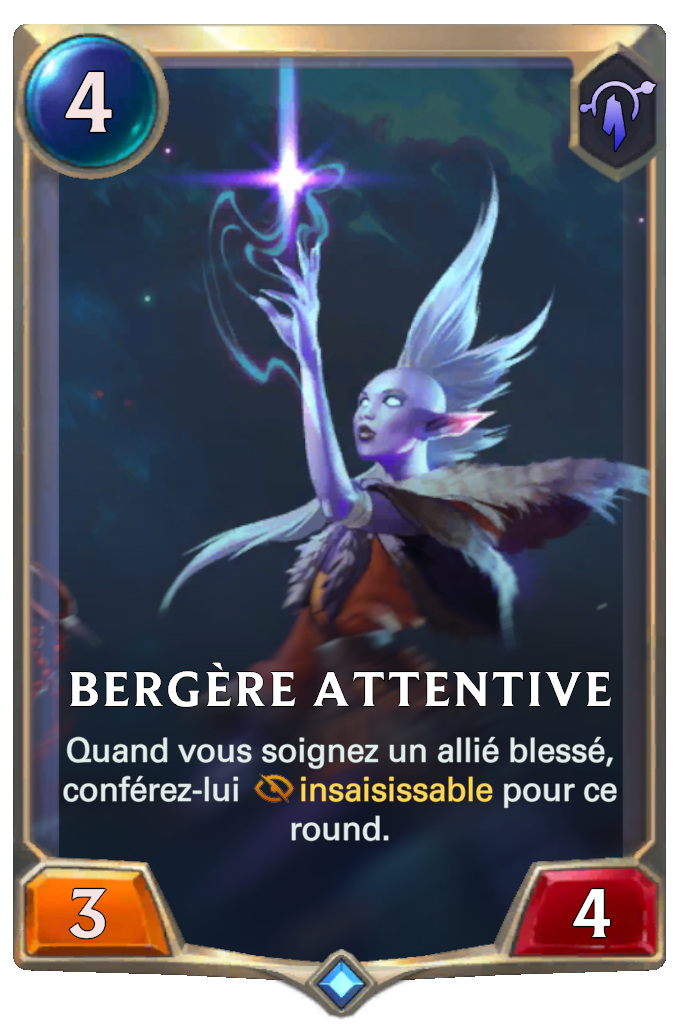 4
BERGÈRE ATTENTIVE
Quand vous soignez un allié blessé,
conférez-lui insaisissable pour ce
round.
3
4